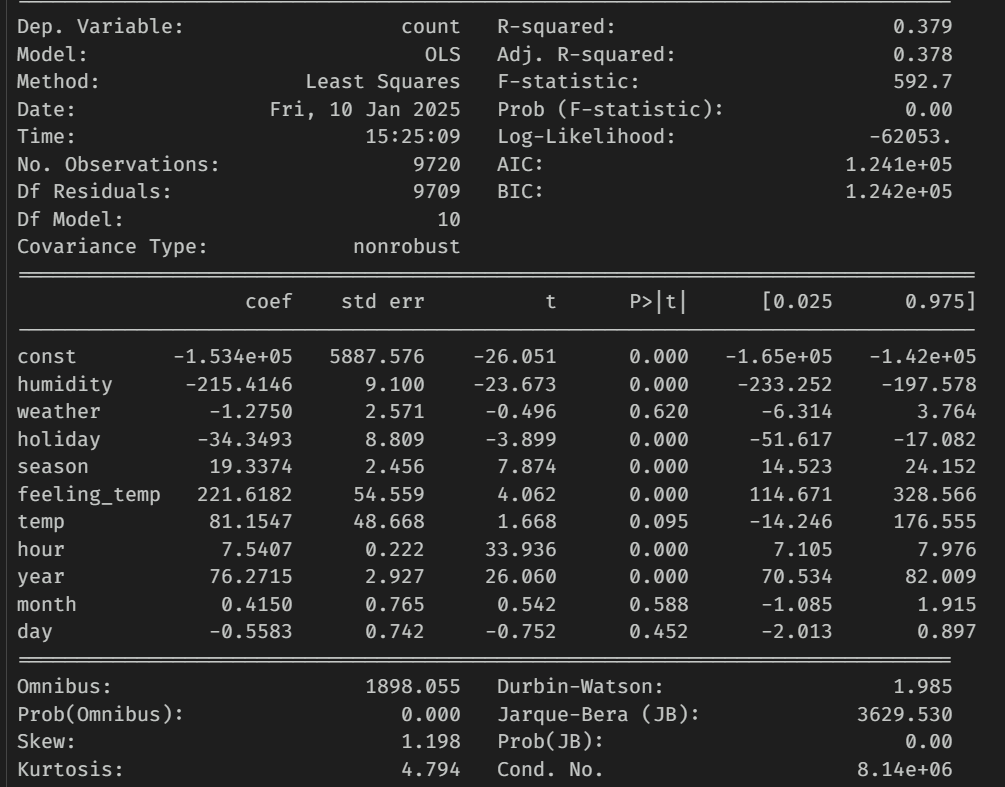 Dep. Variable: count R-squared: 0.379
Model: OLS Adj. R-squared: 0.378
Method: Least Squares F-statistic: 592.7
Date: Fri, 10 Jan 2025 Prob (F-statistic): 0.00
Time: 15:25:09 Log-Likelihood: -62053.
No. Observations: 9720 AIC: 1.241e+05
Df Residuals: 9709 BIC: 1.242e+05
Df Model: 10
Covariance Type: nonrobust
coef std err t P>|t| [0.025 0.975]
const -1.534e+05 5887.576 -26.051 0.000 -1.65e+05 -1.42e+05
humidity -215.4146 9.100 -23.673 0.000 -233.252 -197.578
weather -1.2750 2.571 -0.496 0.620 -6.314 3.764
holiday -34.3493 8.809 -3.899 0.000 -51.617 -17.082
season 19.3374 2.456 7.874 0.000 14.523 24.152
feeling_temp 221.6182 54.559 4.062 0.000 114.671 328.566
temp 81.1547 48.668 1.668 0.095 -14.246 176.555
hour 7.5407 0.222 33.936 0.000 7.105 7.976
year 76.2715 2.927 26.060 0.000 70.534 82.009
month 0.4150 0.765 0.542 0.588 -1.085 1.915
day -0.5583 0.742 -0.752 0.452 -2.013 0.897
Omnibus: 1898.055 Durbin-Watson: 1.985
Prob(Omnibus): 0.000 Jarque-Bera (JB): 3629.530
Skew: 1.198 Prob(JB): 0.00
Kurtosis: 4.794 Cond. No. 8.14e+06